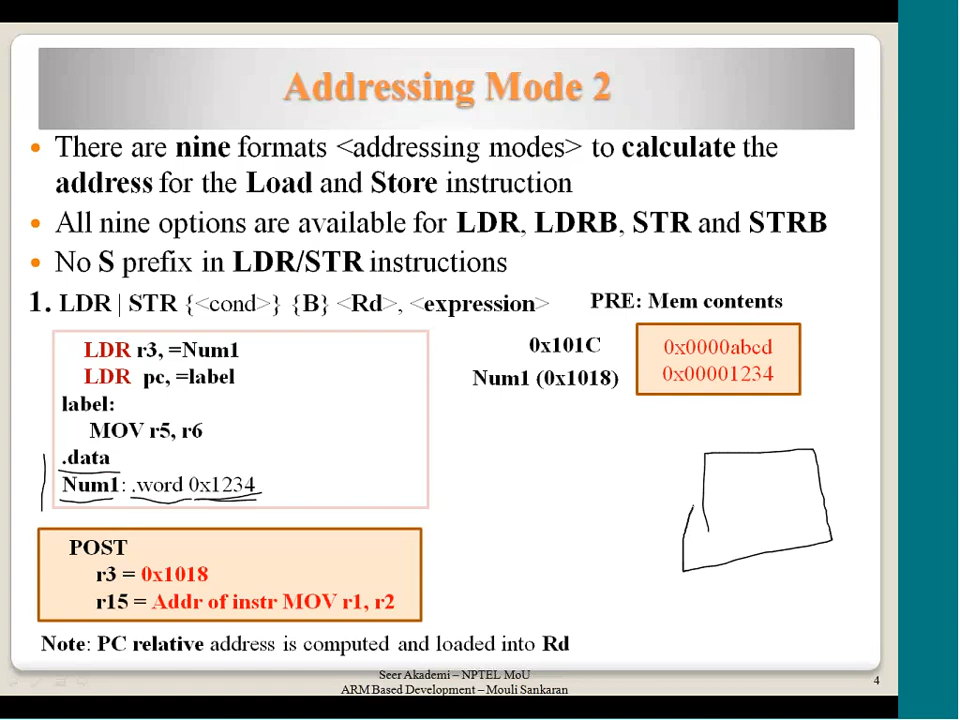 Addressing Mode 2
• There are nine formats <addressing modes> to calculate the
address for the Load and Store instruction
• All nine options are available for LDR, LDRB, STR and STRB
• No S prefix in LDR/STR instructions
1. LDR | STR {<cond>} {B} <Rd>, <expression>
PRE: Mem contents
LDR r3, =Num1
LDR pc, =label
label:
MOV r5, r6
.data
Num1: .word 0x1234
0x101C 0x0000abcd
Num1 (0x1018) 0x00001234
POST
r3 = 0x1018
r15 = Addr of instr MOV r1, r2
Note: PC relative address is computed and loaded into Rd
Seer Akademi – NPTEL MoU
ARM Based Development – Mouli Sankaran
4